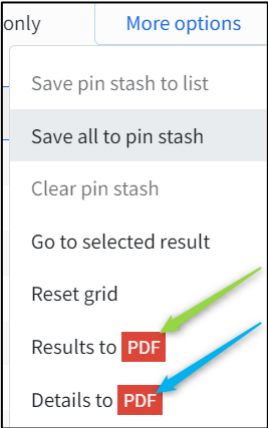 only More options
Save pin stash to list
Save all to pin stash
Clear pin stash
Go to selected result
Reset grid
Results to PDF
Details to PDF